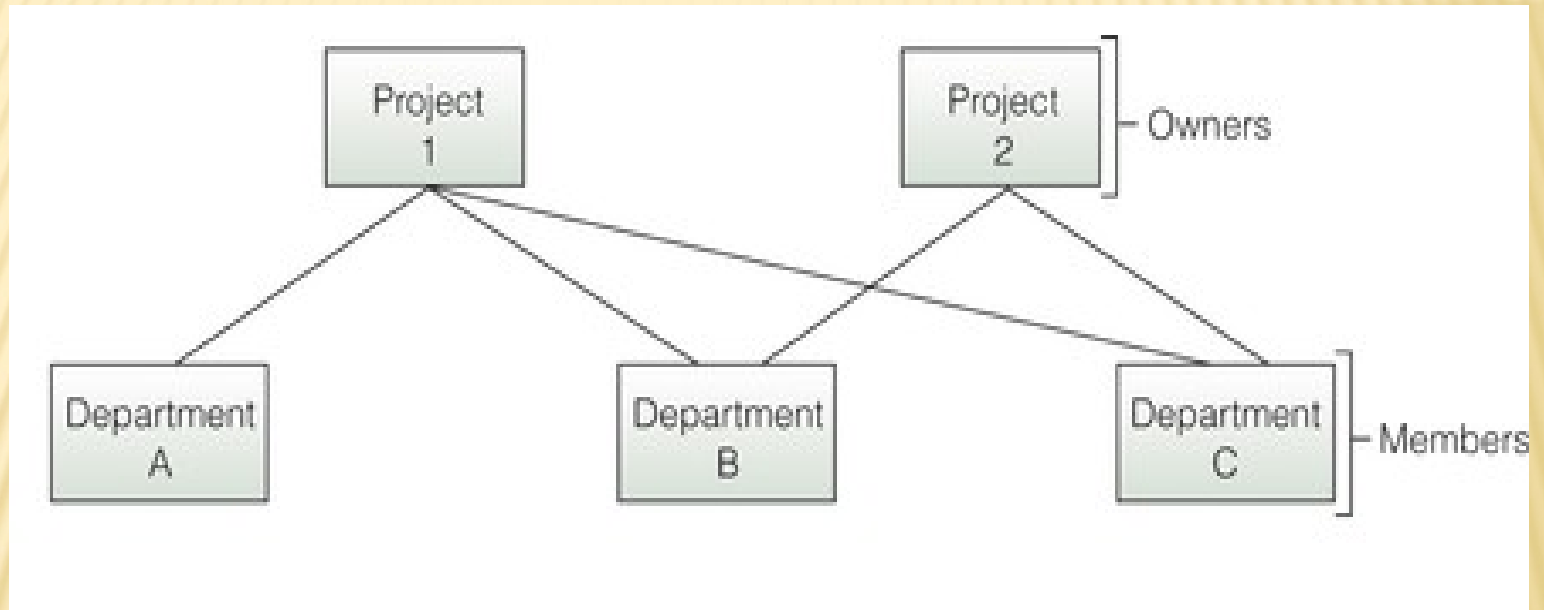 Project
1
Project
2
Owners
Department
A
Department
B
Department
C
Members